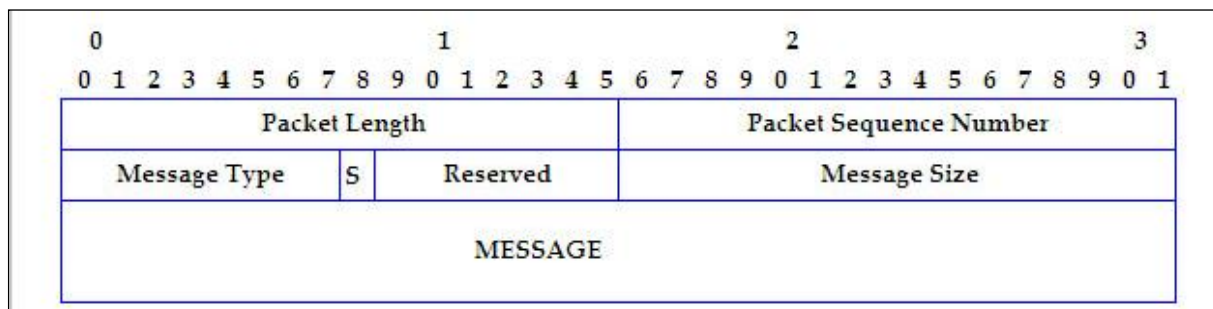 0 1 2 3
0 1 2 3 4 5 6 7 8 9 0 1 2 3 4 5 6 7 8 9 0 1 2 3 4 5 6 7 8 9 0 1
Packet Length Packet Sequence Number
Message Type S Reserved Message Size
MESSAGE